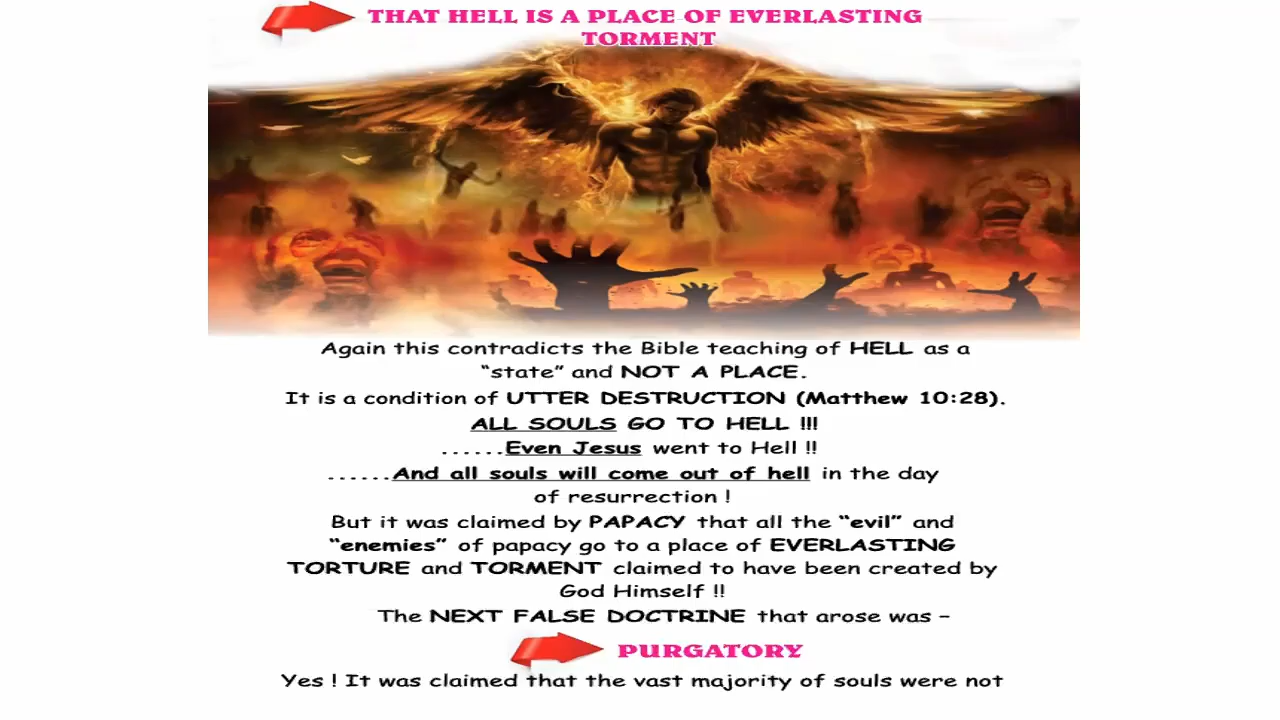 THAT HELL IS A PLACE OF EVERLASTING
TORMENT
Again this contradicts the Bible teaching of HELL as a
“state” and NOT A PLACE.
It is a condition of UTTER DESTRUCTION (Matthew 10:28).
ALL SOULS GO TO HELL !!!
......Even Jesus went to Hell !!
......And all souls will come out of hell in the day
of resurrection !
But it was claimed by PAPACY that all the “evil” and
“enemies” of papacy go to a place of EVERLASTING
TORTURE and TORMENT claimed to have been created by
God Himself !!
The NEXT FALSE DOCTRINE that arose was –
PURGATORY
Yes ! It was claimed that the vast majority of souls were not